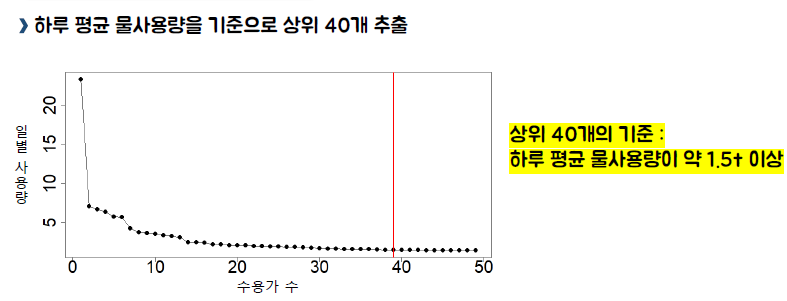 》 하루 평균 물사용량을 기준으로 상위 40개 추출
일별 사용량
20
15
10
5
0 10 20 30 40 50
수용가 수
상위 40개의 기준 :
하루 평균 물사용량이 약 1.5t 이상